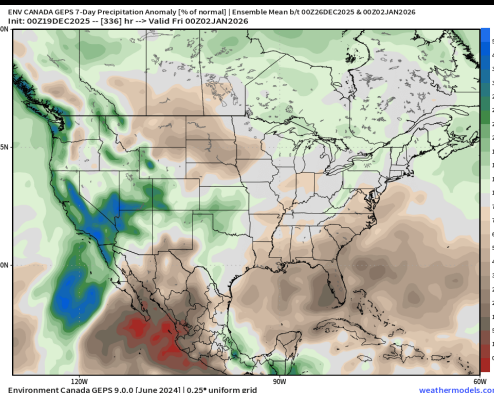 ENV CANADA GEPS 7-Day Precipitation Anomaly [% of normal] | Ensemble Mean b/t 00Z26DEC2025 & 00Z02JAN2026
Init: 00Z19DEC2025 -- [336] hr --> Valid Fri 00Z02JAN2026
120W 90W 60W
Environment Canada GEPS 9.0.0 [June 2024] | 0.25° uniform grid
weathermodels.co